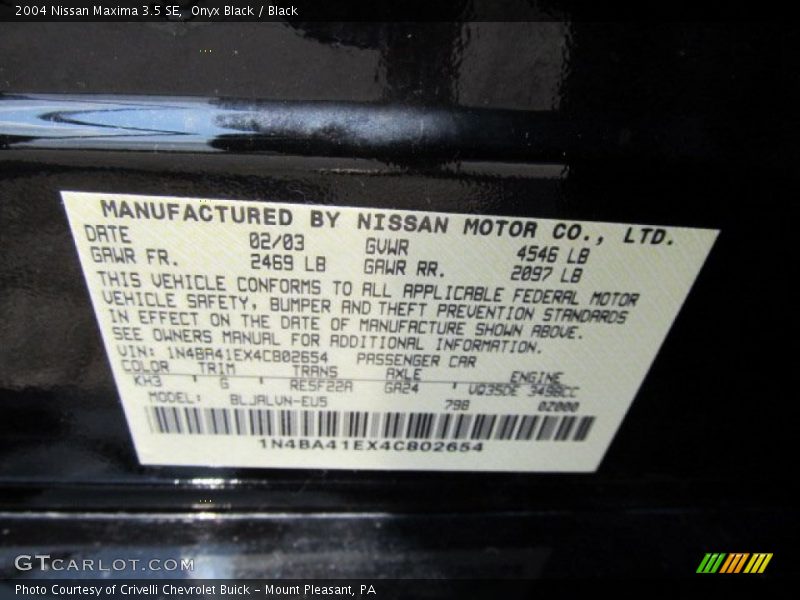 2004 Nissan Maxima 3.5 SE, Onyx Black / Black
MANUFACTURED BY NISSAN MOTOR CO., LTD.
DATE 02/03 GVWR 4546 LB
GAWR FR. 2469 LB GAWR RR. 2097 LB
THIS VEHICLE CONFORMS TO ALL APPLICABLE FEDERAL MOTOR
VEHICLE SAFETY, BUMPER AND THEFT PREVENTION STANDARDS
IN EFFECT ON THE DATE OF MANUFACTURE SHOWN ABOVE.
SEE OWNERS MANUAL FOR ADDITIONAL INFORMATION.
VIN: 1N4BA41EX4C802654 PASSENGER CAR
COLOR TRIM TRANS AXLE ENGINE
KH3 G RE5F22A GA24 VQ35DE 3498CC
MODEL: BLJALVN-EU5 798 0Z000
1N4BA41EX4C802654
GTCARLOT.COM
Photo Courtesy of Crivelli Chevrolet Buick – Mount Pleasant, PA